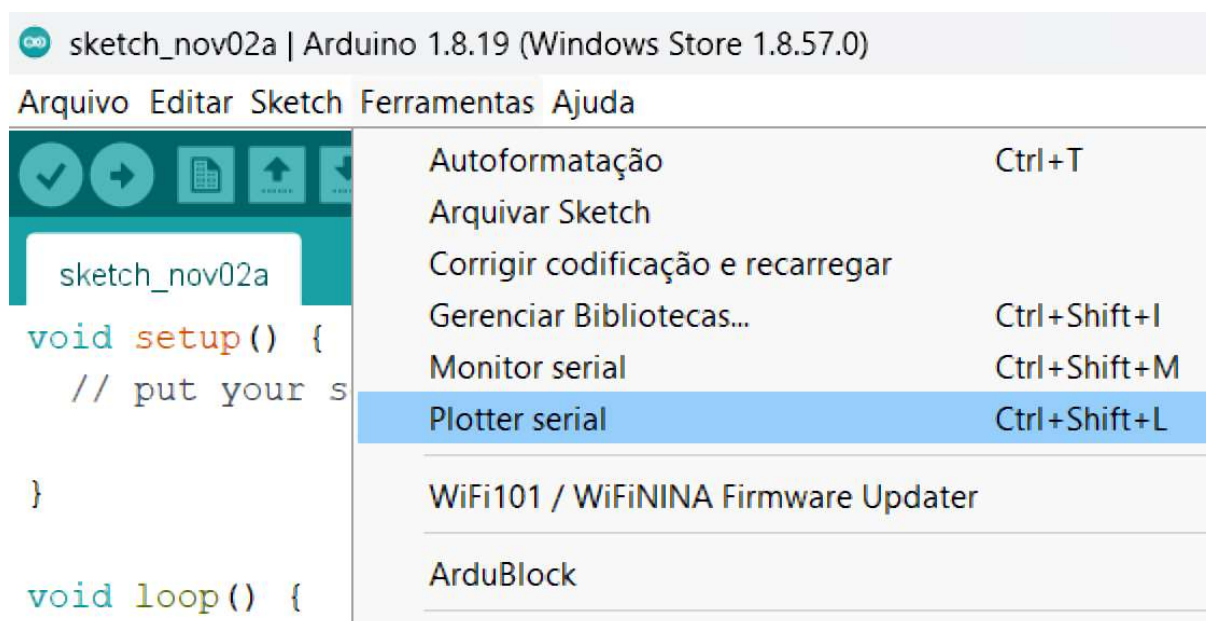 sketch_nov02a | Arduino 1.8.19 (Windows Store 1.8.57.0)
Arquivo Editar Sketch Ferramentas Ajuda
Autoformatação Ctrl+T
Arquivar Sketch
sketch_nov02a
Corrigir codificação e recarregar
void setup() {
Gerenciar Bibliotecas... Ctrl+Shift+I
Monitor serial Ctrl+Shift+M
// put your s
Plotter serial Ctrl+Shift+L
}
WiFi101 / WiFiNINA Firmware Updater
ArduBlock
void loop() {